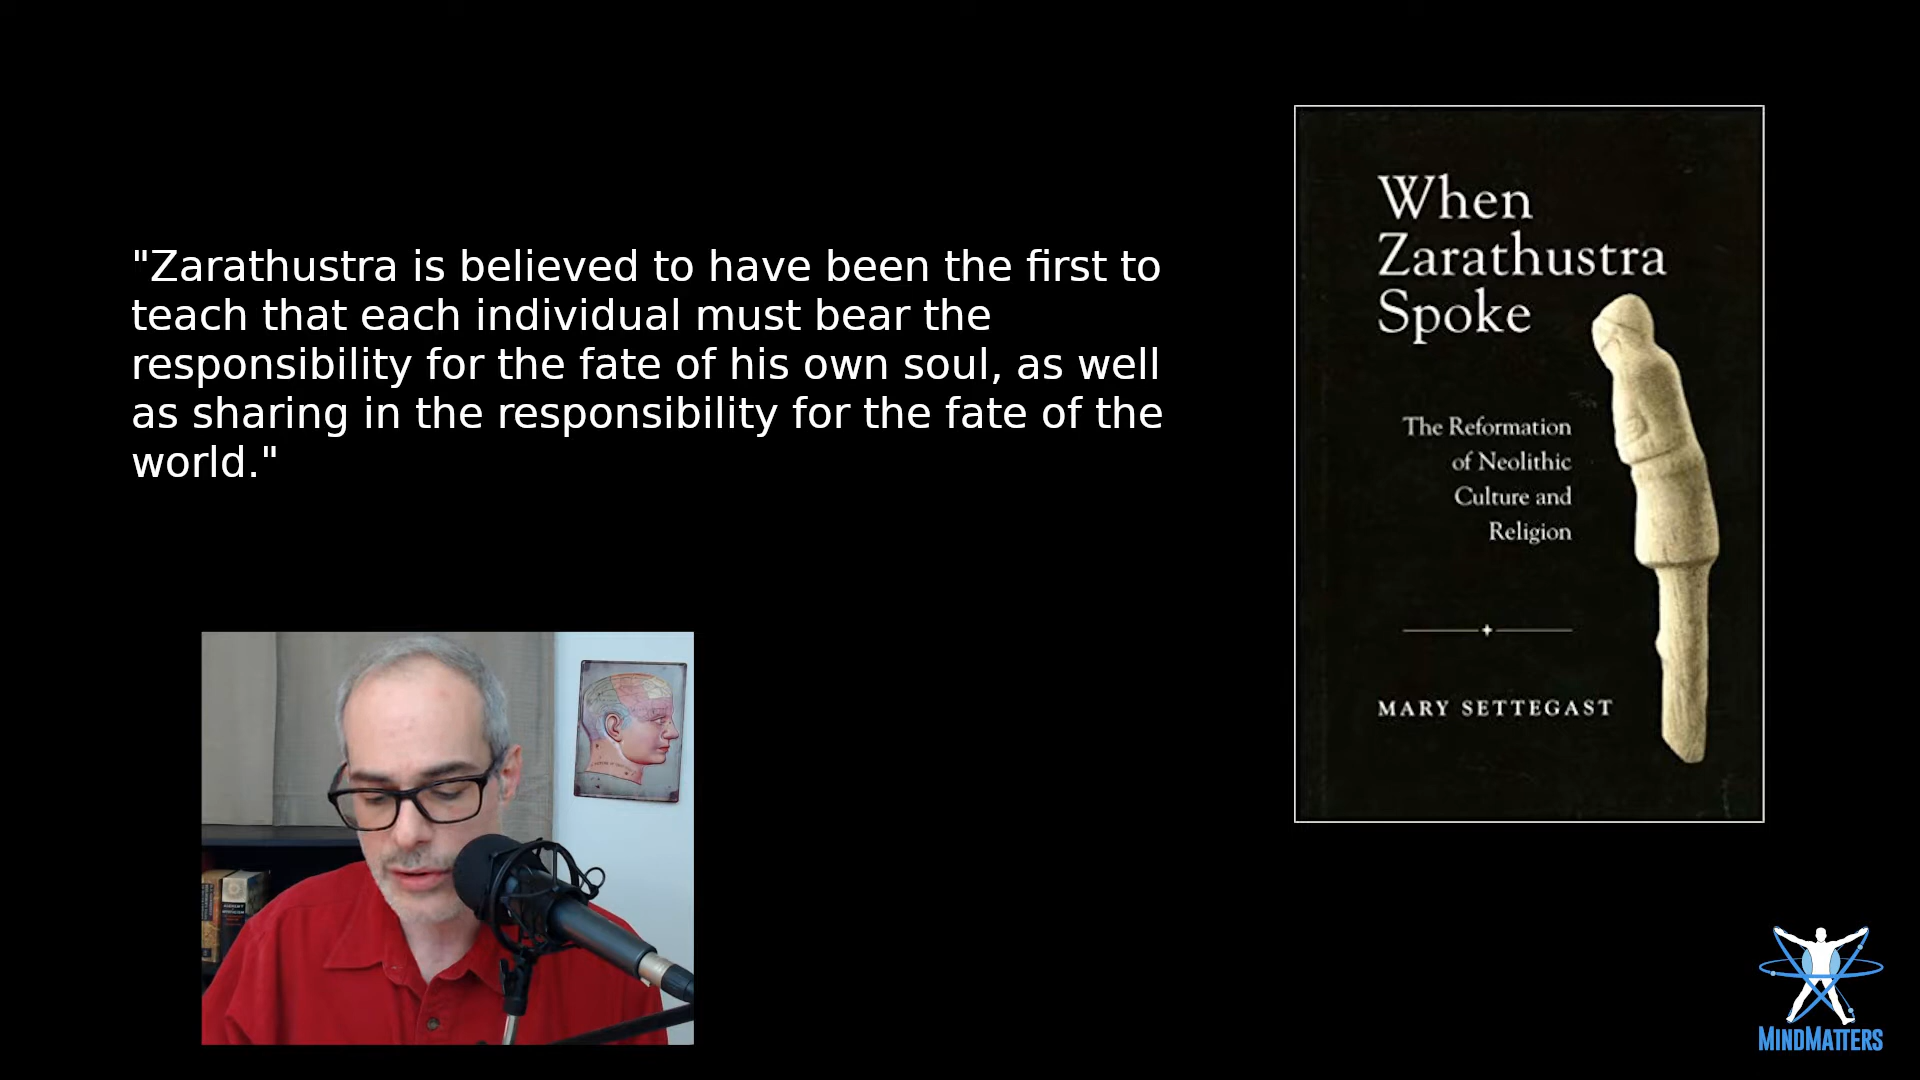 "Zarathustra is believed to have been the first to
teach that each individual must bear the
responsibility for the fate of his own soul, as well
as sharing in the responsibility for the fate of the
world."
When
Zarathustra
Spoke
The Reformation
of Neolithic
Culture and
Religion
MARY SETTEGAST
MINDMATTERS